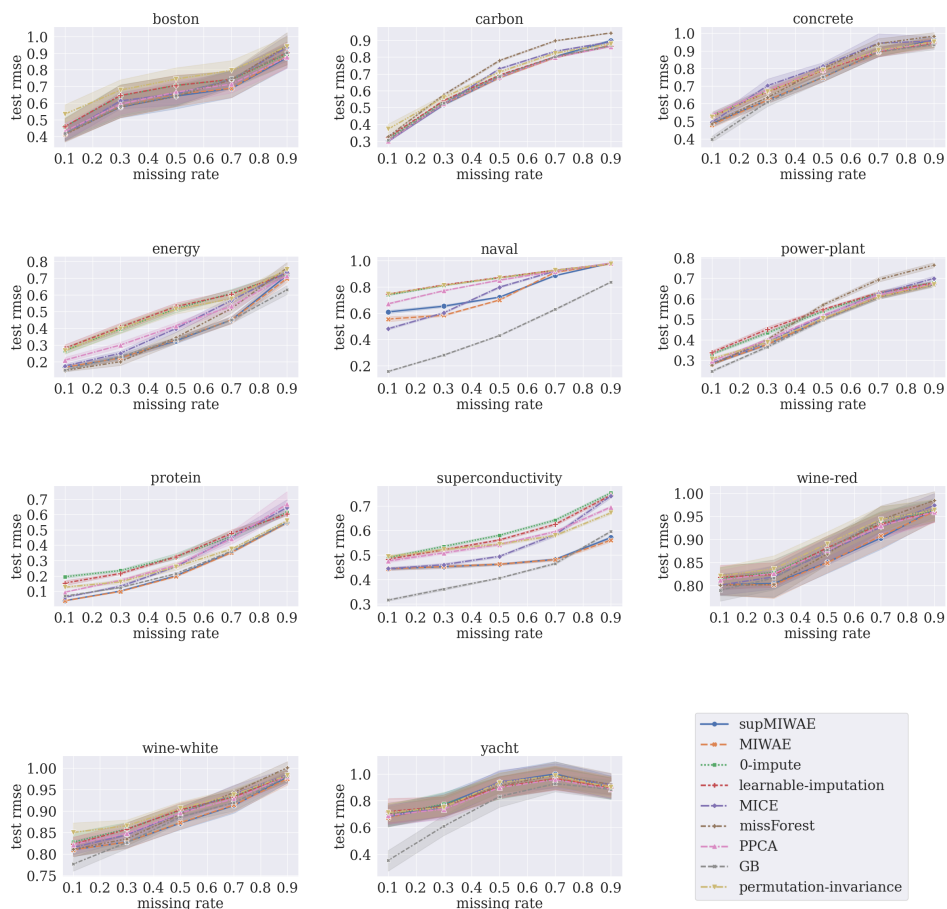 boston
carbon
concrete
test rmse
1.0
0.9
0.8
0.7
0.6
0.5
0.4
0.1 0.2 0.3 0.4 0.5 0.6 0.7 0.8 0.9
missing rate
test rmse
0.9
0.8
0.7
0.6
0.5
0.4
0.3
0.1 0.2 0.3 0.4 0.5 0.6 0.7 0.8 0.9
missing rate
test rmse
1.0
0.9
0.8
0.7
0.6
0.5
0.4
0.1 0.2 0.3 0.4 0.5 0.6 0.7 0.8 0.9
missing rate
energy
naval
power-plant
test rmse
0.8
0.7
0.6
0.5
0.4
0.3
0.2
0.1 0.2 0.3 0.4 0.5 0.6 0.7 0.8 0.9
missing rate
test rmse
1.0
0.8
0.6
0.4
0.2
0.1 0.2 0.3 0.4 0.5 0.6 0.7 0.8 0.9
missing rate
test rmse
0.8
0.7
0.6
0.5
0.4
0.3
0.1 0.2 0.3 0.4 0.5 0.6 0.7 0.8 0.9
missing rate
protein
superconductivity
wine-red
test rmse
0.7
0.6
0.5
0.4
0.3
0.2
0.1
0.1 0.2 0.3 0.4 0.5 0.6 0.7 0.8 0.9
missing rate
test rmse
0.7
0.6
0.5
0.4
0.3
0.1 0.2 0.3 0.4 0.5 0.6 0.7 0.8 0.9
missing rate
test rmse
1.00
0.95
0.90
0.85
0.80
0.1 0.2 0.3 0.4 0.5 0.6 0.7 0.8 0.9
missing rate
wine-white
yacht
test rmse
1.00
0.95
0.90
0.85
0.80
0.75
0.1 0.2 0.3 0.4 0.5 0.6 0.7 0.8 0.9
missing rate
test rmse
1.0
0.8
0.6
0.4
0.1 0.2 0.3 0.4 0.5 0.6 0.7 0.8 0.9
missing rate
supMIWAE
MIWAE
0-impute
learnable-imputation
MICE
missForest
PPCA
GB
permutation-invariance